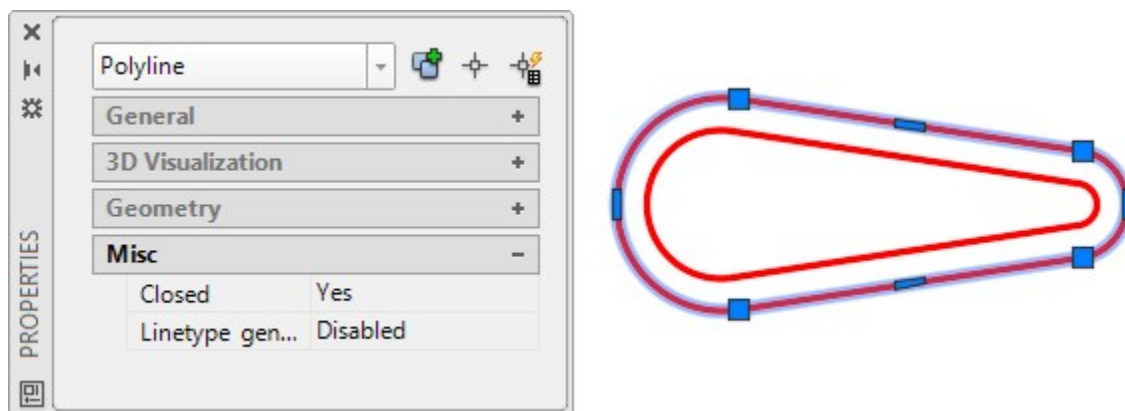 Polyline
General
3D Visualization
Geometry
Misc
Closed Yes
Linetype gen... Disabled
PROPERTIES